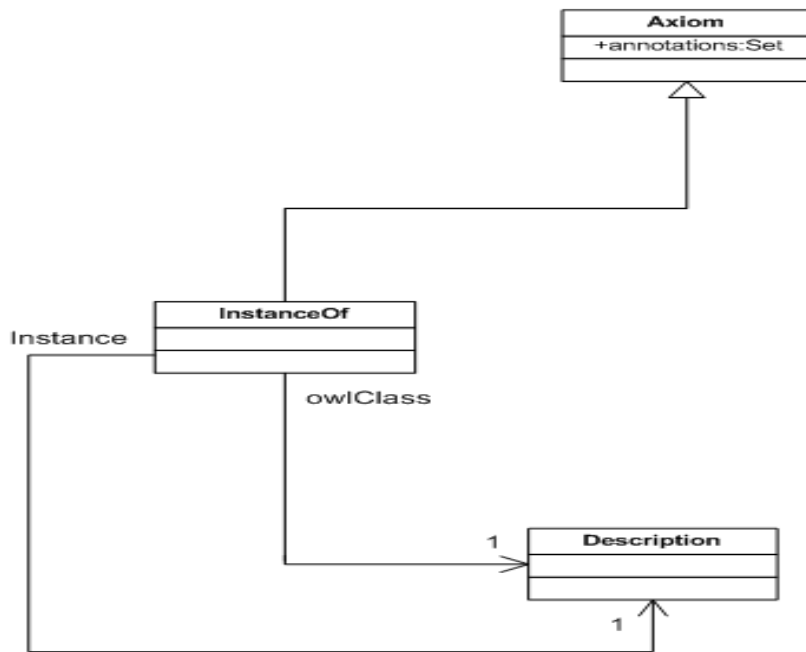 Axiom
+annotations:Set
InstanceOf
Instance
owlClass
1
Description
1